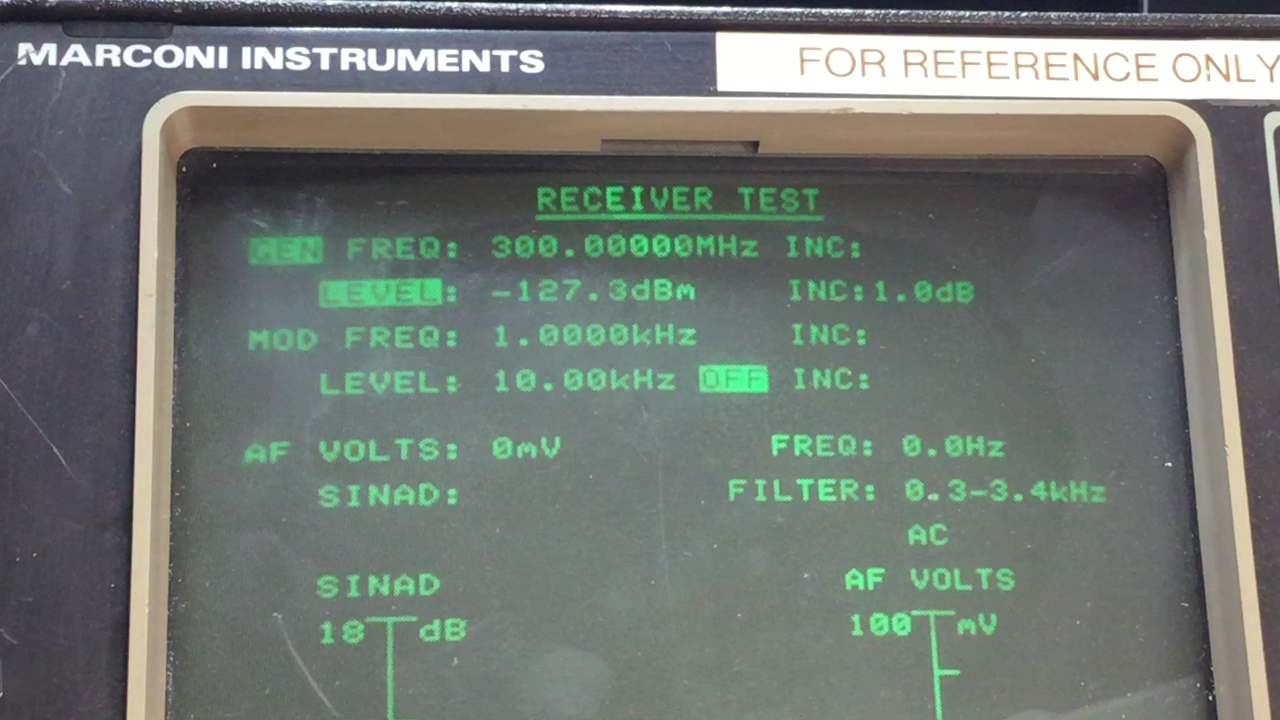 MARCONI INSTRUMENTS
FOR REFERENCE ONLY
RECEIVER TEST
GEN FREQ: 300.00000MHz INC:
LEVEL: -127.3dBm INC:1.0dB
MOD FREQ: 1.0000kHz INC:
LEVEL: 10.00kHz OFF INC:
AF VOLTS: 0mV FREQ: 0.0Hz
SINAD: FILTER: 0.3-3.4kHz
AC
SINAD AF VOLTS
18 dB 100 mV